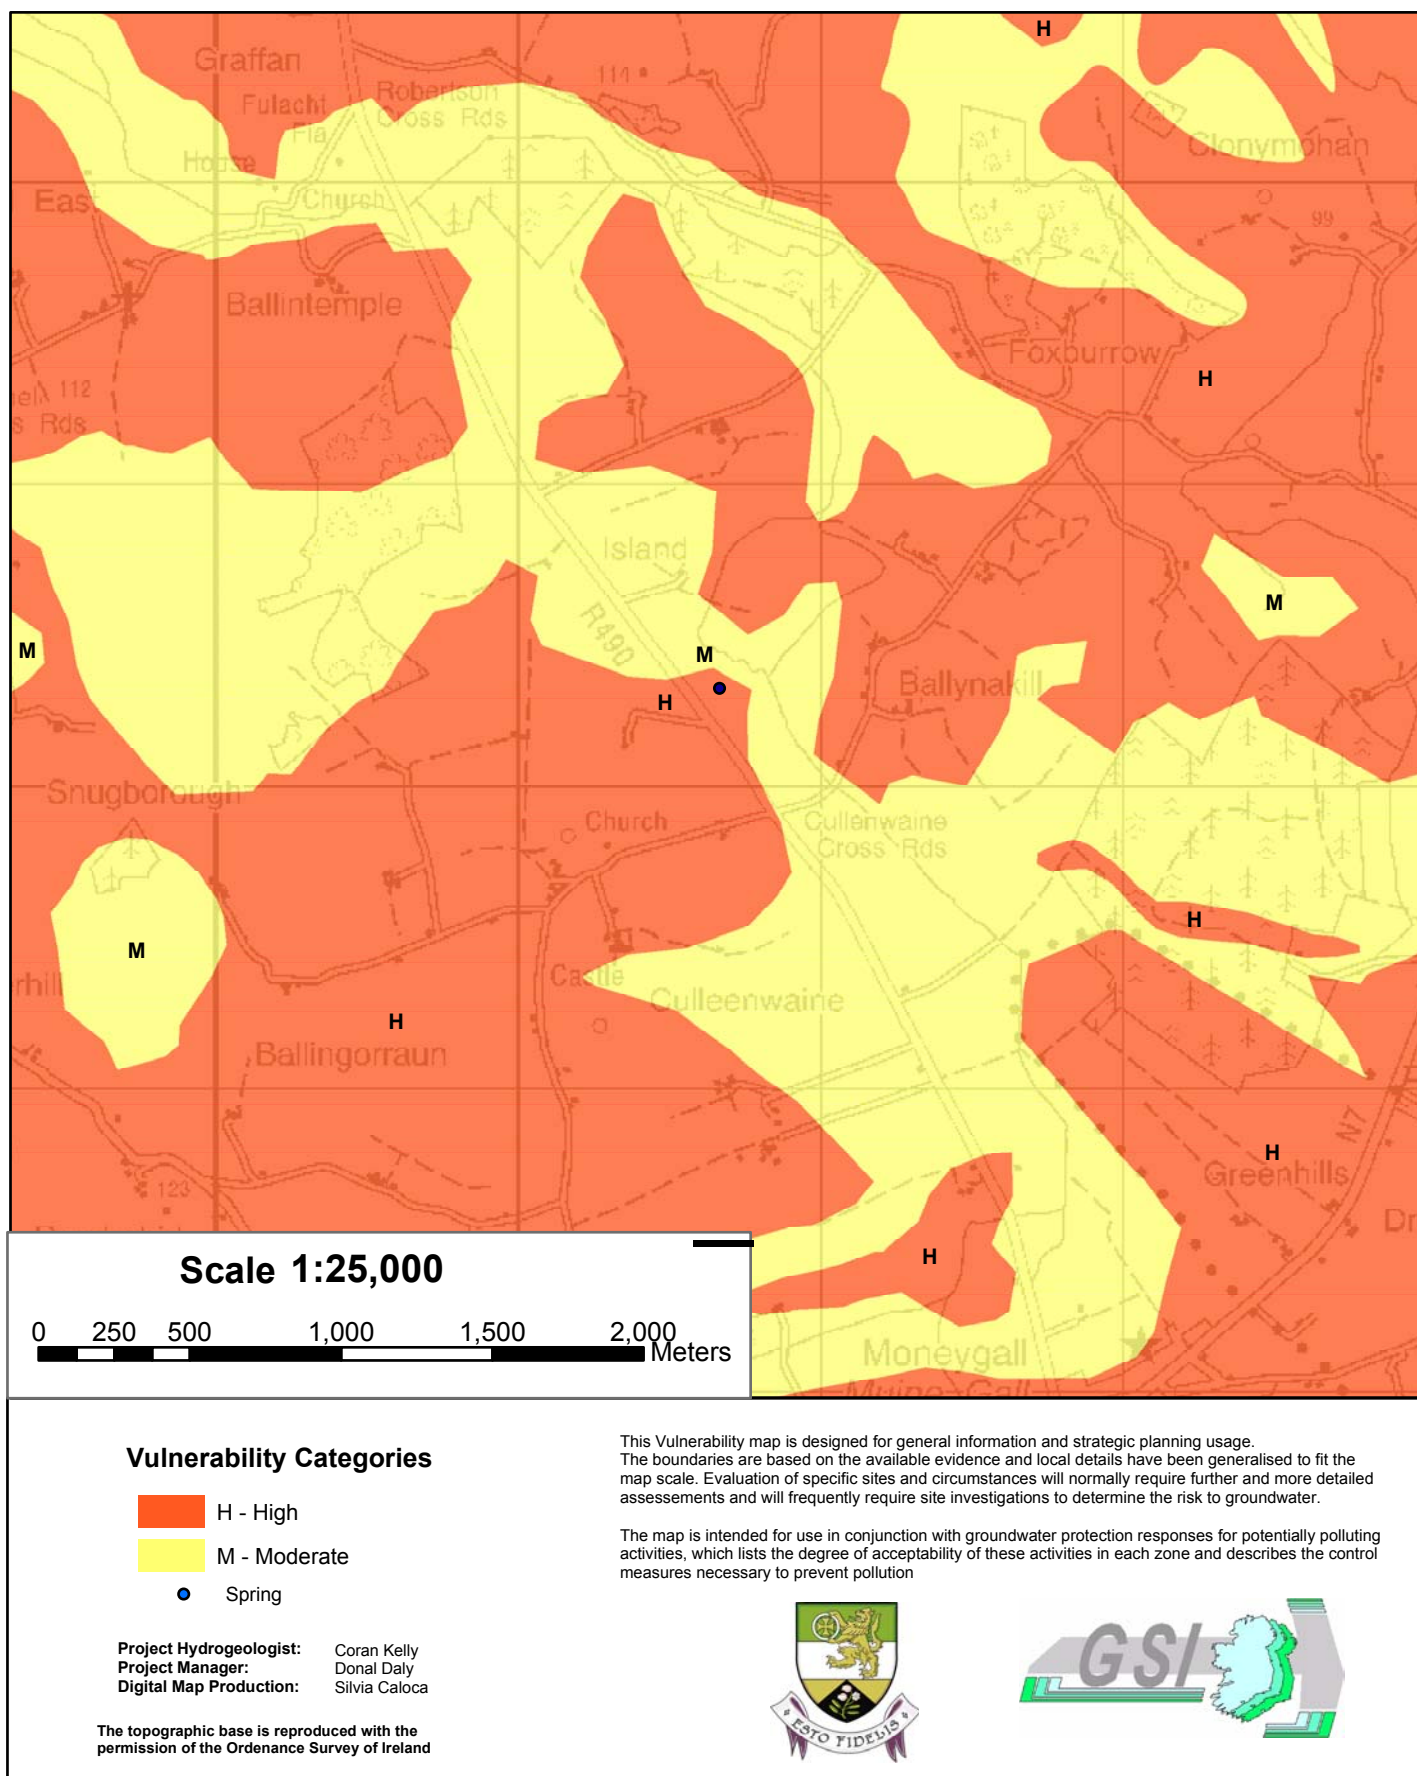 H
Graffan
114
Robertson
Cross Rds
Fulacht
Fia
Clonymohan
House
East
Church
99
Ballintemple
Foxburrow
H
112
s Rds
Island
M
R490
M
M
H
Ballynakill
Snugborough
Church
Cullenwaine
Cross Rds
H
M
rhill
Castle
Culleenwaine
H
Ballingorraun
N7
H
Greenhills
123
Dr
H
Scale 1:25,000
0 250 500 1,000 1,500 2,000
Meters
Moneygall
Vulnerability Categories
H - High
M - Moderate
Spring
Project Hydrogeologist: Coran Kelly
Project Manager: Donal Daly
Digital Map Production: Silvia Caloca
The topographic base is reproduced with the
permission of the Ordenance Survey of Ireland
This Vulnerability map is designed for general information and strategic planning usage.
The boundaries are based on the available evidence and local details have been generalised to fit the
map scale. Evaluation of specific sites and circumstances will normally require further and more detailed
assessements and will frequently require site investigations to determine the risk to groundwater.
The map is intended for use in conjunction with groundwater protection responses for potentially polluting
activities, which lists the degree of acceptability of these activities in each zone and describes the control
measures necessary to prevent pollution
ESTO FIDELIS
GSI